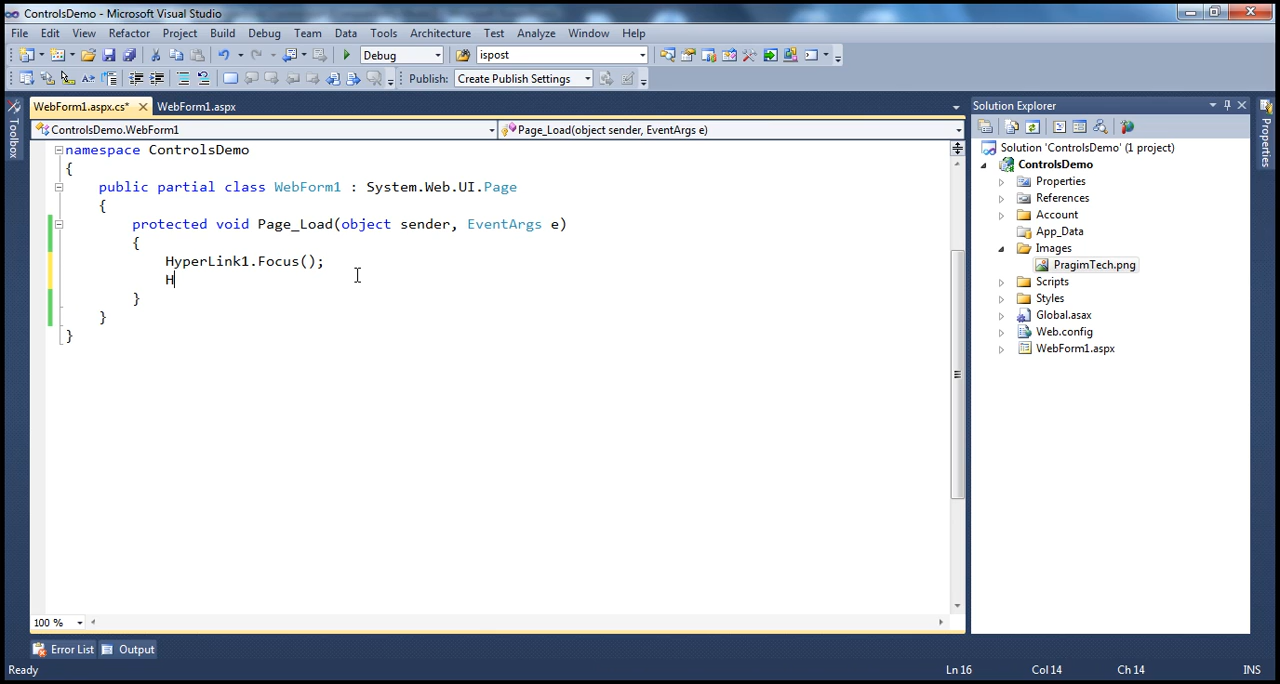 ControlsDemo - Microsoft Visual Studio
File Edit View Refactor Project Build Debug Team Data Tools Architecture Test Analyze Window Help
Debug ispost
Publish: Create Publish Settings
WebForm1.aspx.cs* WebForm1.aspx
ControlsDemo.WebForm1 Page_Load(object sender, EventArgs e)
Toolbox
namespace ControlsDemo
{
public partial class WebForm1 : System.Web.UI.Page
{
protected void Page_Load(object sender, EventArgs e)
{
HyperLink1.Focus();
H
}
}
}
100 %
Solution Explorer
Solution 'ControlsDemo' (1 project)
ControlsDemo
Properties
References
Account
App_Data
Images
PragimTech.png
Scripts
Styles
Global.asax
Web.config
WebForm1.aspx
Properties
Error List Output
Ready Ln 16 Col 14 Ch 14 INS